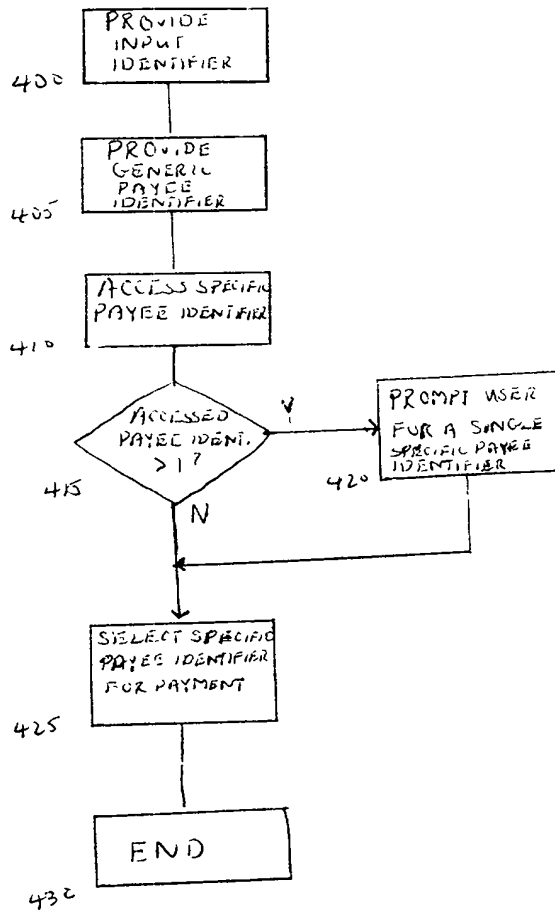 PROVIDE
INPUT
IDENTIFIER
400
PROVIDE
GENERIC
PAYEE
IDENTIFIER
405
ACCESS SPECIFIC
PAYEE IDENTIFIER
410
ACCESSED
PAYEE IDENT.
>1?
415
Y
PROMPT USER
FOR A SINGLE
SPECIFIC PAYEE
IDENTIFIER
420
N
SELECT SPECIFIC
PAYEE IDENTIFIER
FOR PAYMENT
425
END
430